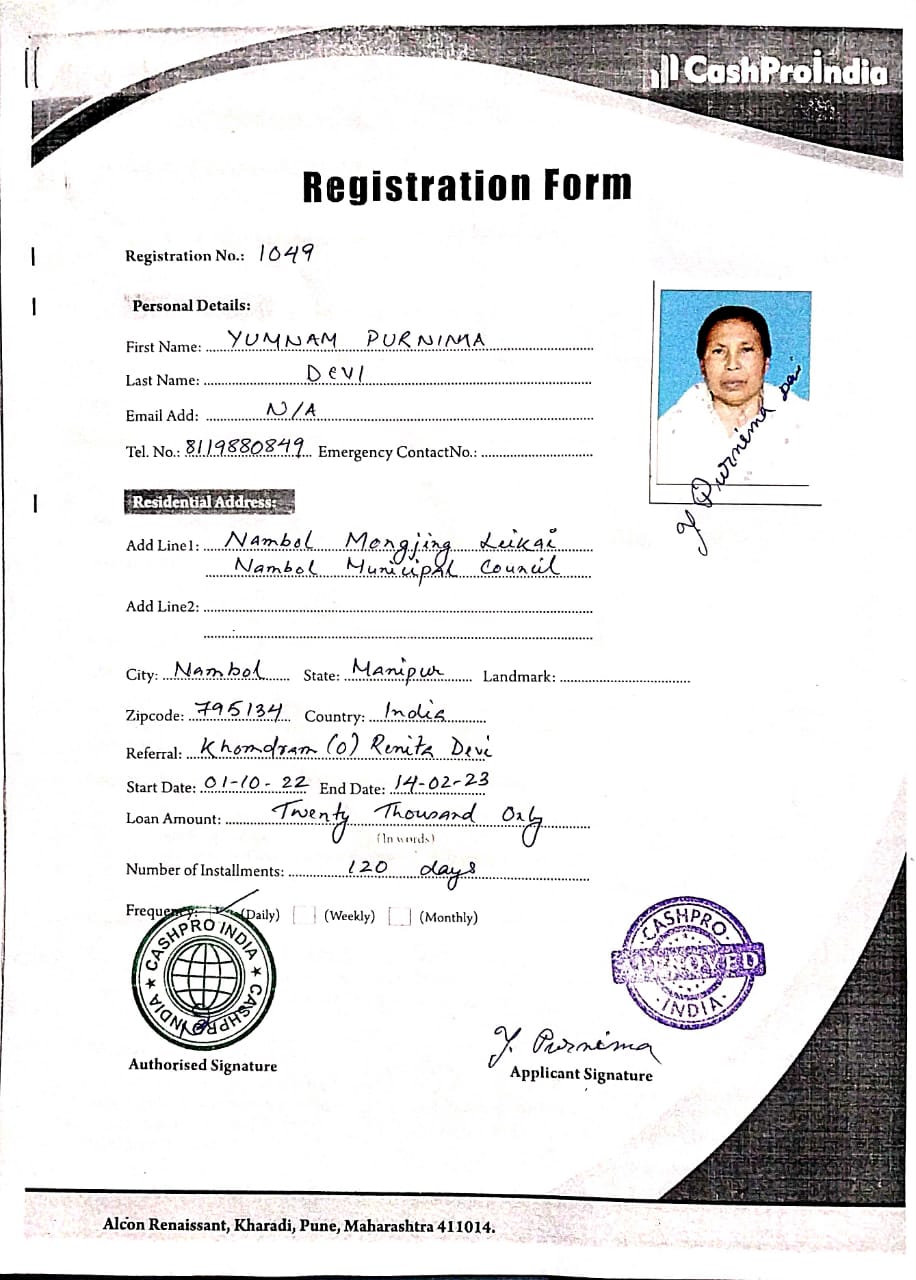 CashProIndia
Registration Form
Registration No.: 1049
Personal Details:
First Name: YUMNAM PURNIMA
Last Name: DEVI
Email Add: N/A
Tel. No.: 8119880849 Emergency ContactNo.:
Y Purnima Devi
Residential Address:
Add Line1: Nambol Mongjing Leikai
Nambol Municipal Council
Add Line2:
City: Nambol State: Manipur Landmark:
Zipcode: 795134 Country: India
Referral: Khomdram (O) Renita Devi
Start Date: 01-10-22 End Date: 14-02-23
Loan Amount: Twenty Thousand Only
(In words)
Number of Installments: 120 days
Frequency: (Daily) (Weekly) (Monthly)
CASHPRO INDIA ★ CASHPRO INDIA ★
CASHPRO
APPROVED
INDIA
Y. Purnima
Authorised Signature
Applicant Signature
Alcon Renaissant, Kharadi, Pune, Maharashtra 411014.